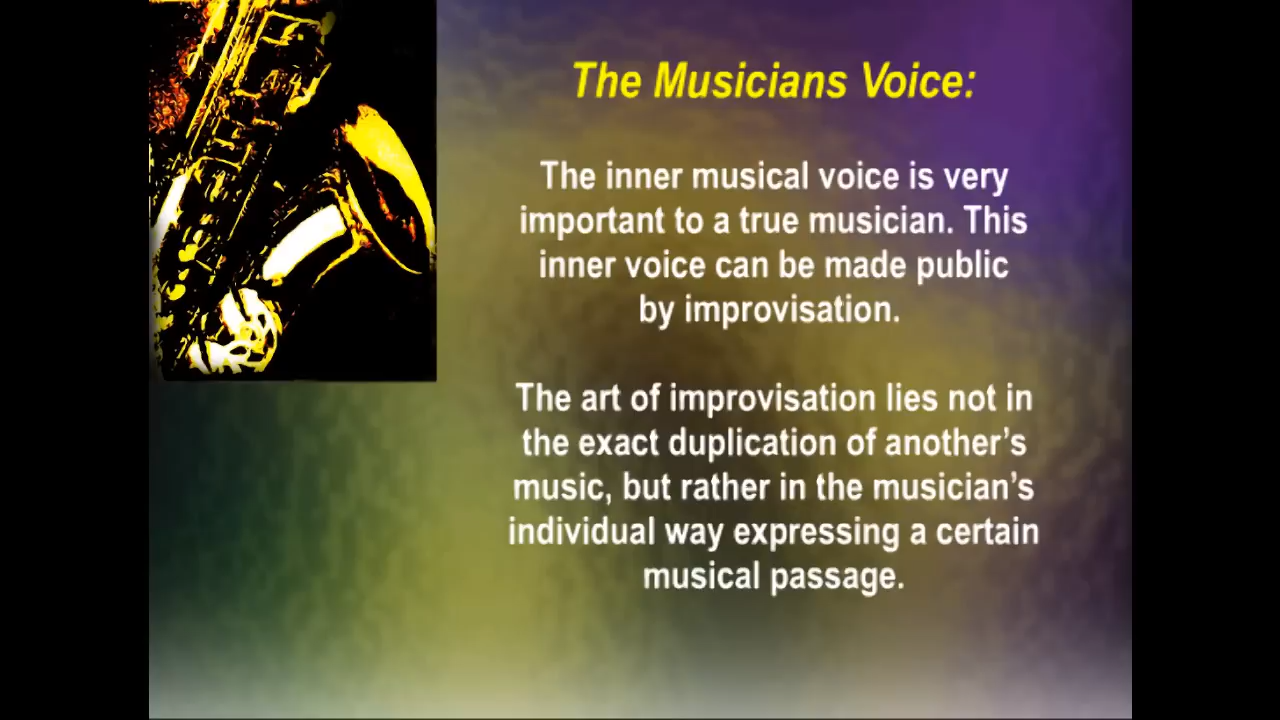 The Musicians Voice:
The inner musical voice is very
important to a true musician. This
inner voice can be made public
by improvisation.
The art of improvisation lies not in
the exact duplication of another's
music, but rather in the musician's
individual way expressing a certain
musical passage.